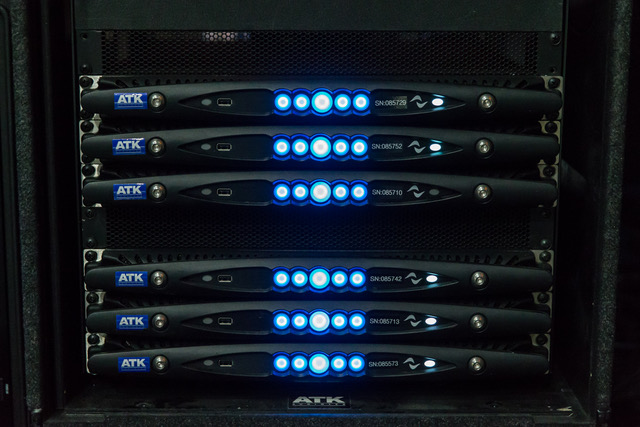 ATK SN:085729
ATK SN:085752
ATK SN:085710
ATK SN:085742
ATK SN:085713
ATK SN:085573
ATK